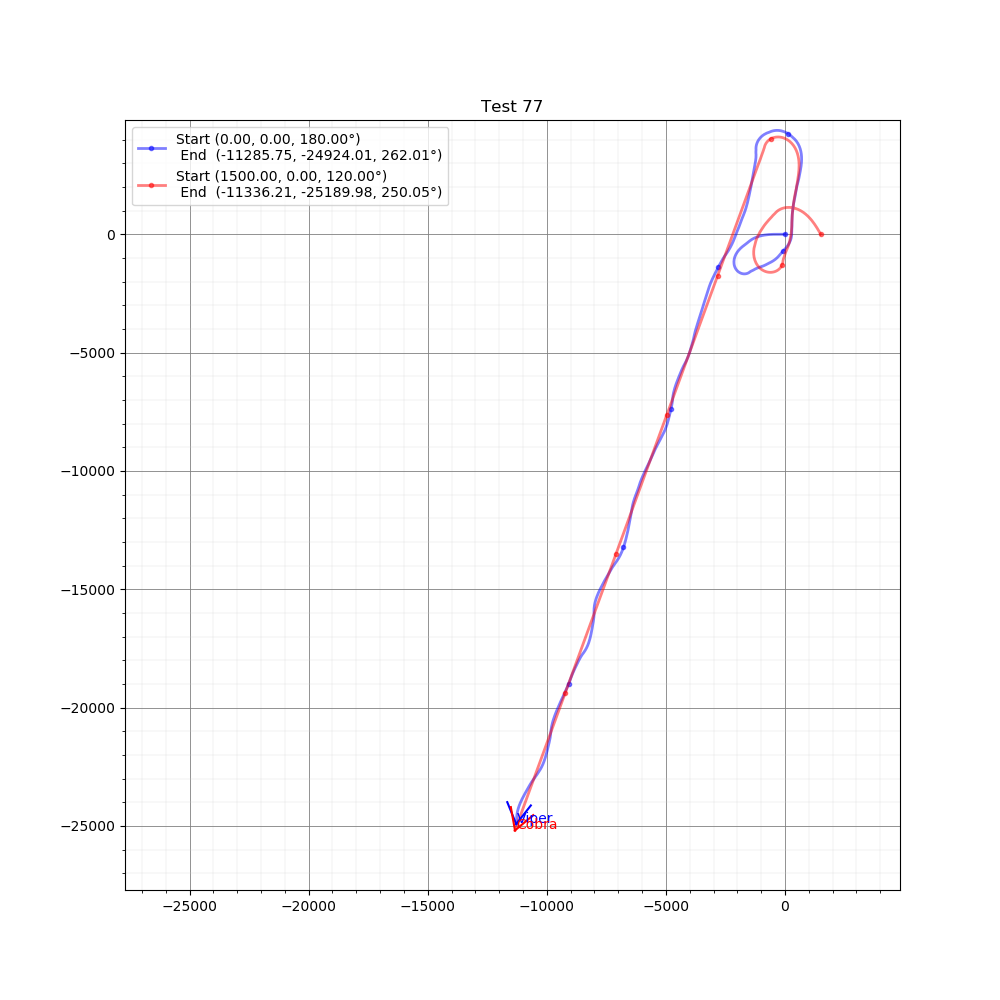 Test 77
Start (0.00, 0.00, 180.00°)
End (-11285.75, -24924.01, 262.01°)
Start (1500.00, 0.00, 120.00°)
End (-11336.21, -25189.98, 250.05°)
0
−5000
−10000
−15000
−20000
−25000
Viper
Cobra
−25000 −20000 −15000 −10000 −5000 0